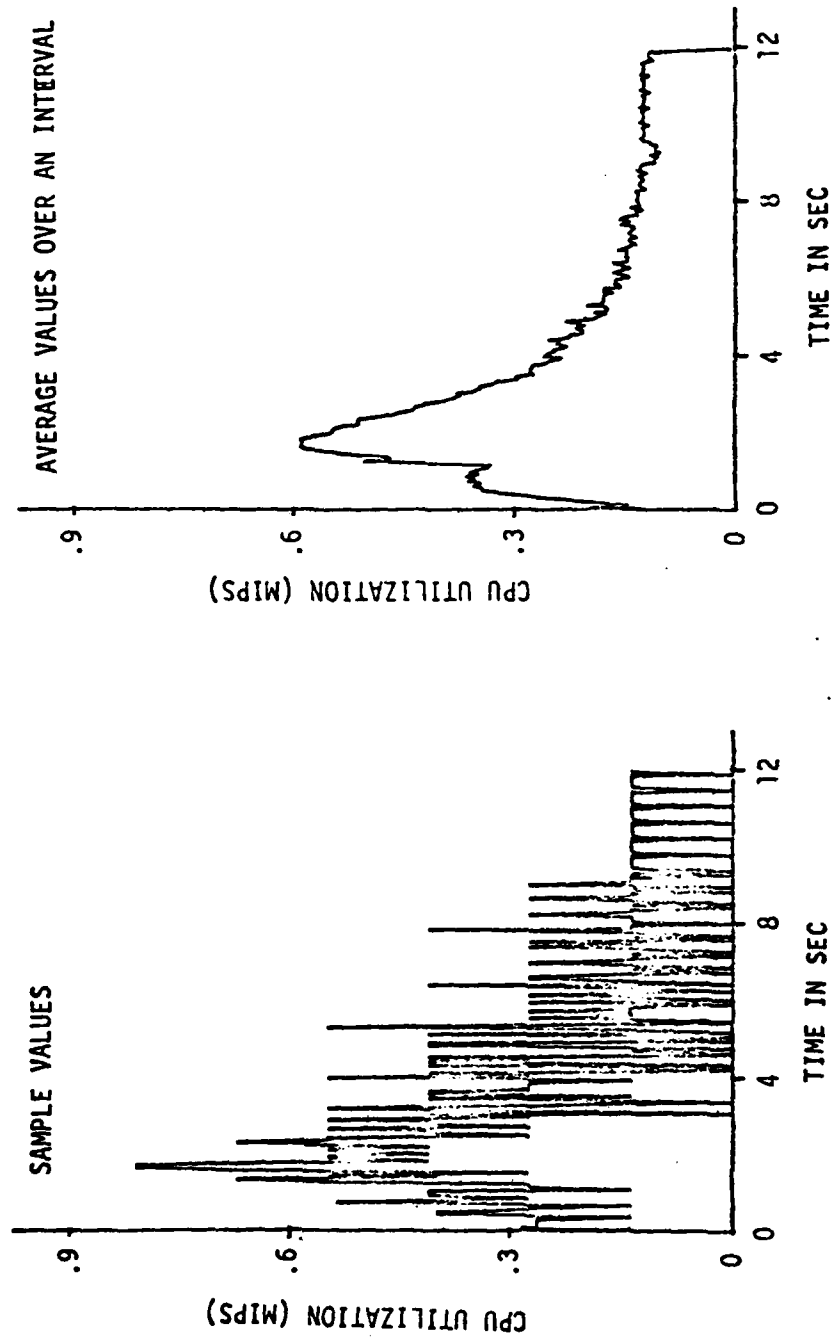 SAMPLE VALUES
CPU UTILIZATION (MIPS)
.9
.6
.3
0
0
4
8
12
TIME IN SEC
AVERAGE VALUES OVER AN INTERVAL
CPU UTILIZATION (MIPS)
.9
.6
.3
0
0
4
8
12
TIME IN SEC